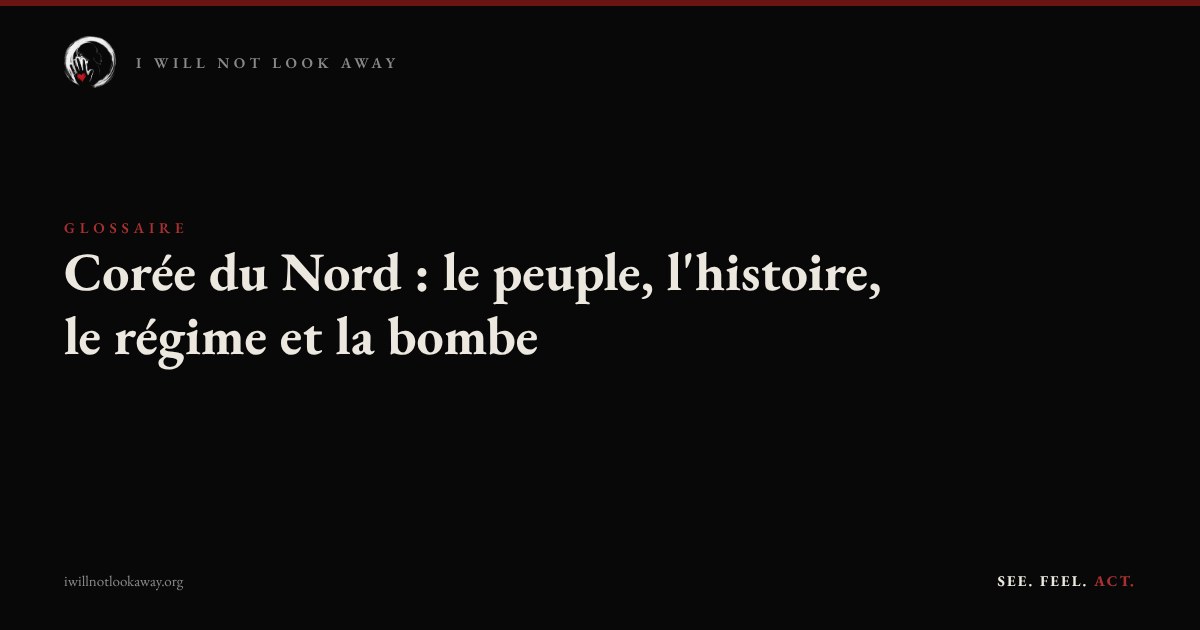 I WILL NOT LOOK AWAY
GLOSSAIRE
Corée du Nord : le peuple, l'histoire,
le régime et la bombe
iwillnotlookaway.org
SEE. FEEL. ACT.